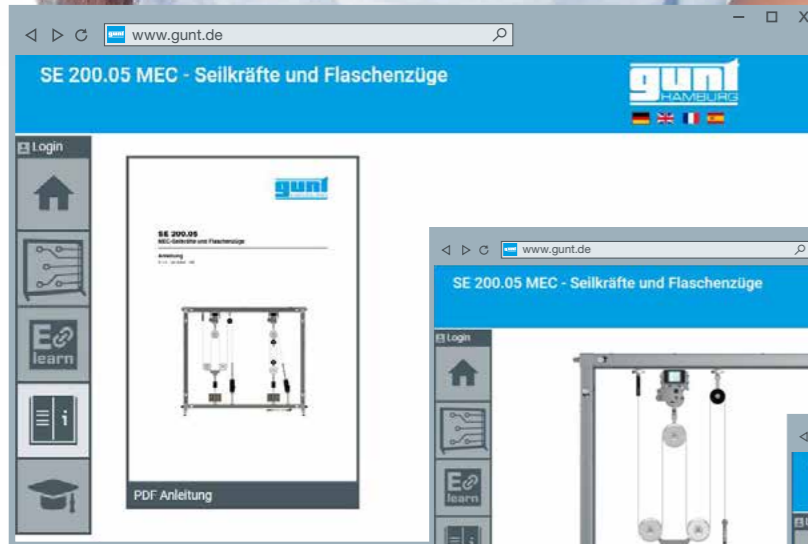 www.gunt.de
SE 200.05 MEC - Seilkräfte und Flaschenzüge
gunt
HAMBURG
Login
gunt
SE 200.05
MEC-Seilkräfte und Flaschenzüge
Anleitung
E learn
i
PDF Anleitung
www.gunt.de
SE 200.05 MEC - Seilkräfte und Flaschenzüge
Login
E learn